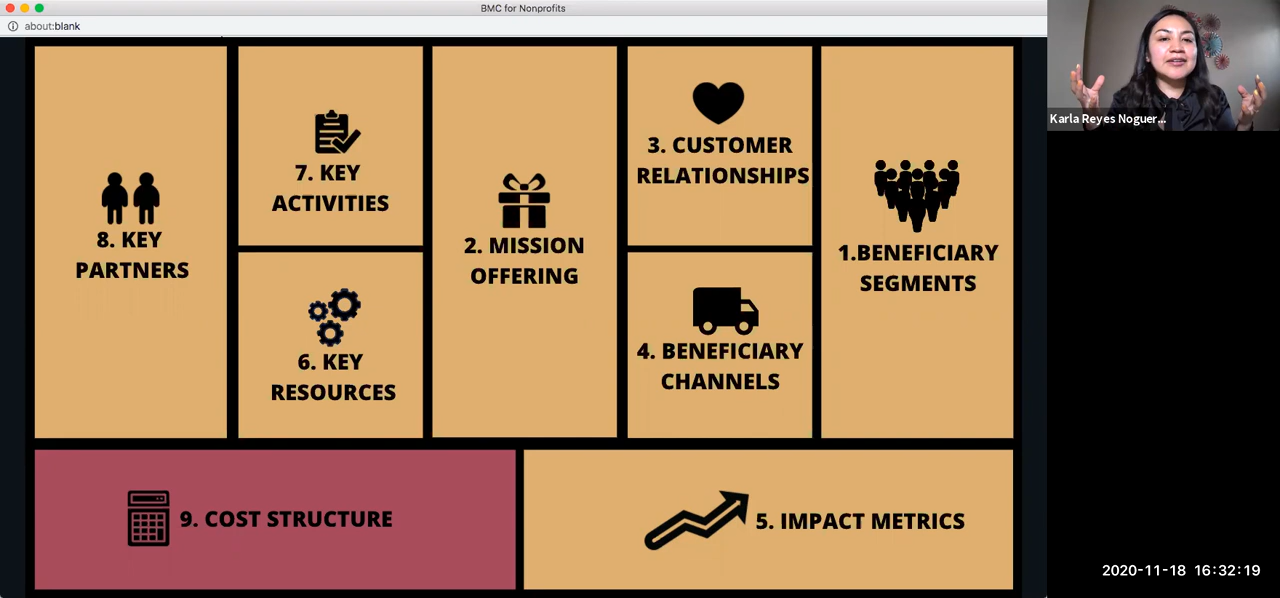 BMC for Nonprofits
about:blank
Karla Reyes Noguer...
8. KEY
PARTNERS
7. KEY
ACTIVITIES
6. KEY
RESOURCES
2. MISSION
OFFERING
3. CUSTOMER
RELATIONSHIPS
4. BENEFICIARY
CHANNELS
1.BENEFICIARY
SEGMENTS
9. COST STRUCTURE
5. IMPACT METRICS
2020-11-18 16:32:19